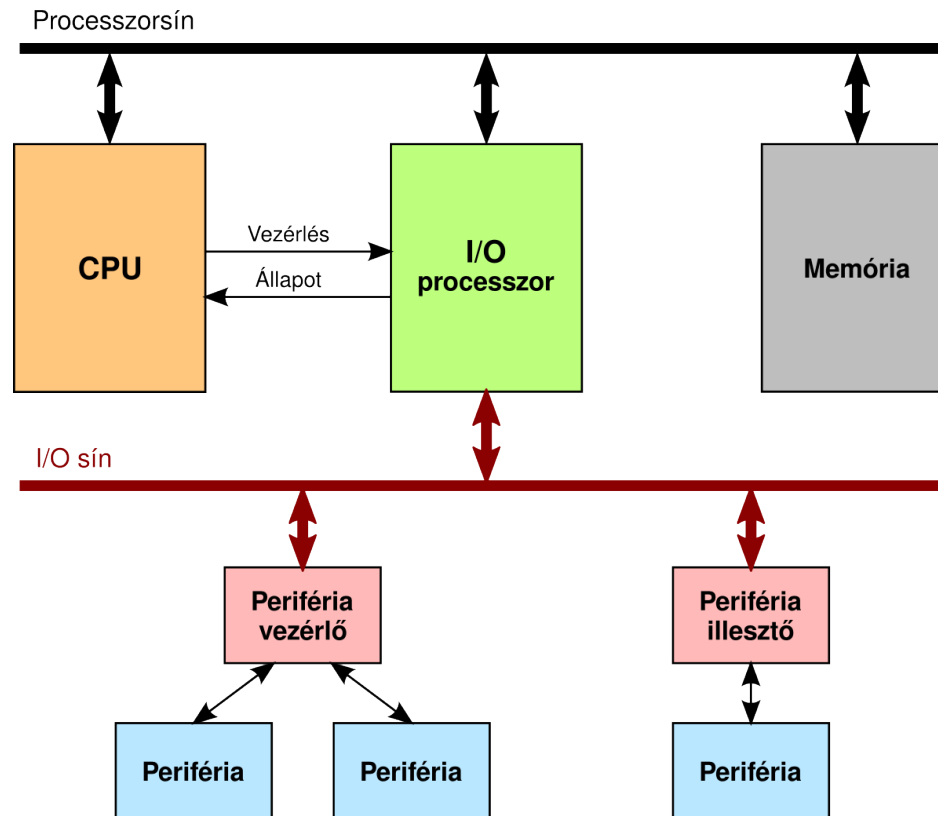 Processzorsín
CPU
Vezérlés
Állapot
I/O
processzor
Memória
I/O sín
Periféria
vezérlő
Periféria
illesztő
Periféria
Periféria
Periféria